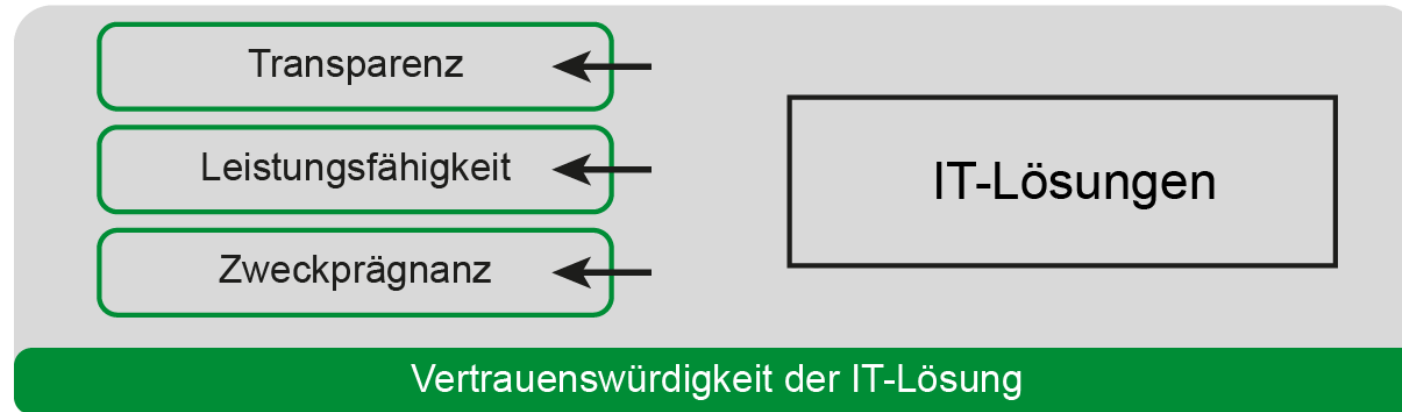 Transparenz
Leistungsfähigkeit
Zweckprägnanz
IT-Lösungen
Vertrauenswürdigkeit der IT-Lösung